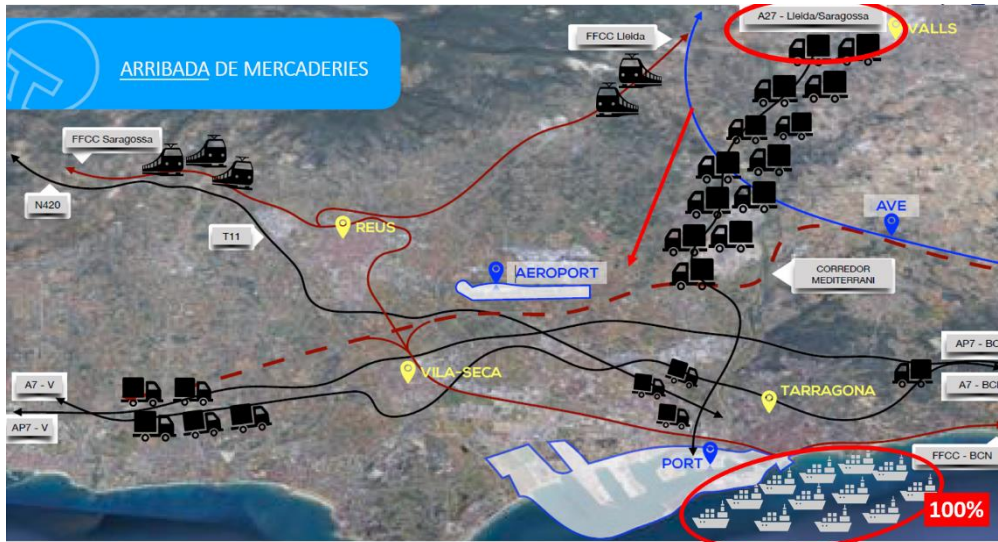 ARRIBADA DE MERCADERIES
FFCC Lleida
A27 - Lleida/Saragossa
VALLS
FFCC Saragossa
N420
T11
REUS
AVE
AEROPORT
CORREDOR
MEDITERRANI
VILA-SECA
AP7 - BC
A7 - V
TARRAGONA
A7 - BCN
AP7 - V
PORT
FFCC - BCN
100%